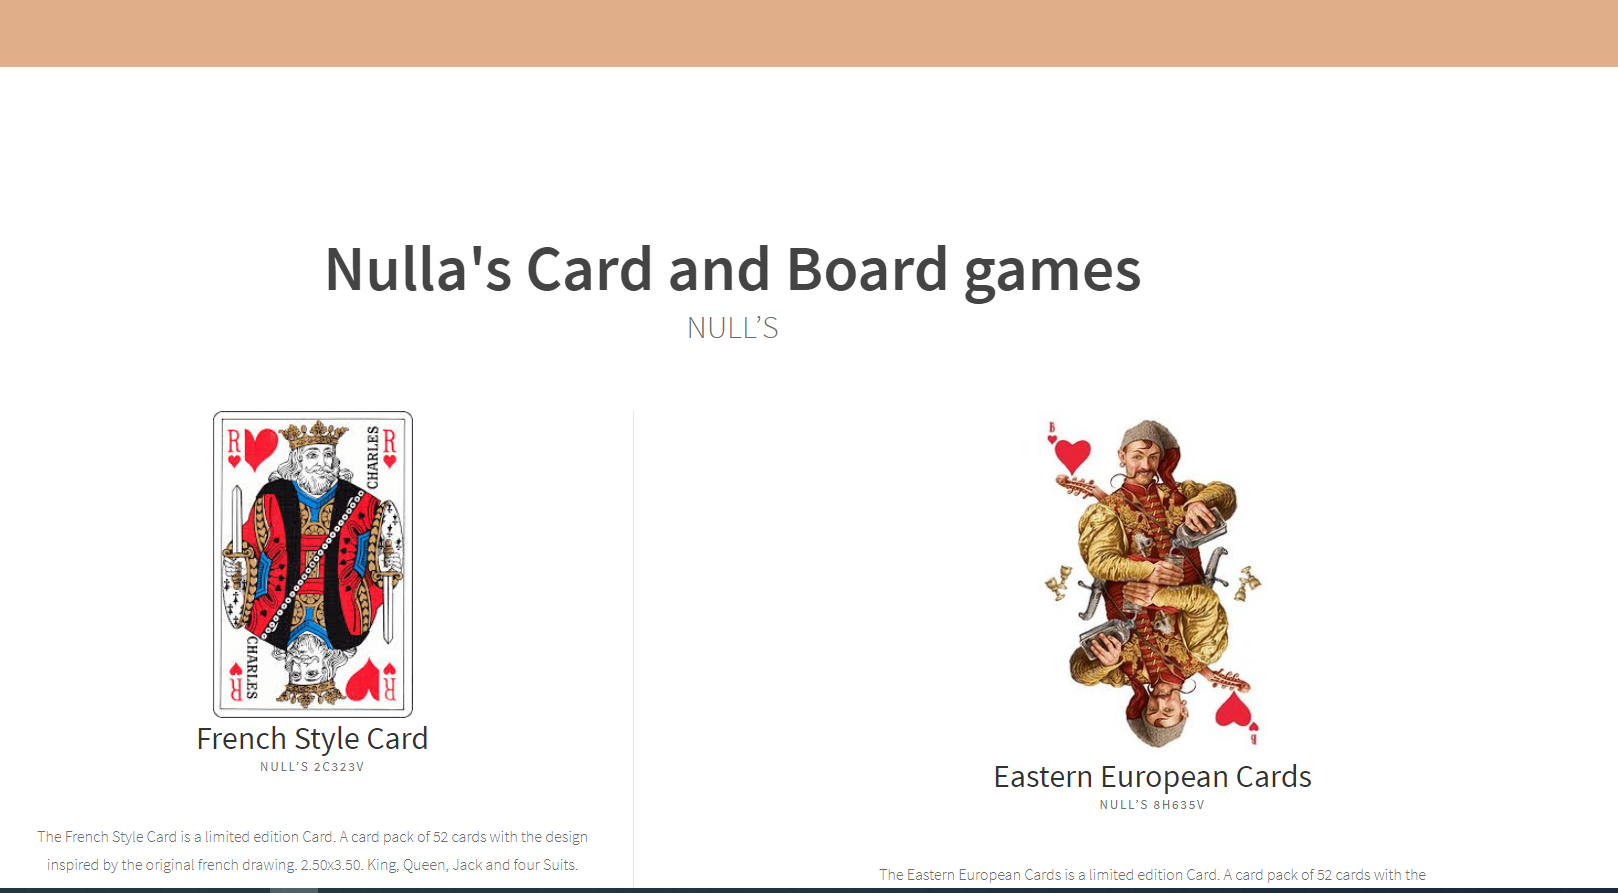 Nulla's Card and Board games
NULL’S
R
CHARLES
R
R
CHARLES
R
French Style Card
NULL’S 2C323V
The French Style Card is a limited edition Card. A card pack of 52 cards with the design
inspired by the original french drawing. 2.50x3.50. King, Queen, Jack and four Suits.
B
B
Eastern European Cards
NULL’S 8H635V
The Eastern European Cards is a limited edition Card. A card pack of 52 cards with the